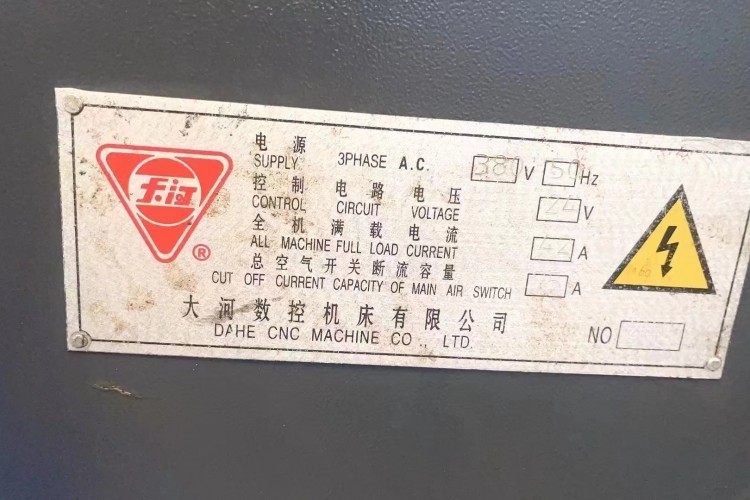 大河
®
电源
SUPPLY 3PHASE A.C. 380 V 50 Hz
控制 电路电压
CONTROL CIRCUIT VOLTAGE 24 V
全机满载电流
ALL MACHINE FULL LOAD CURRENT 42 A
总空气开关断流容量
CUT OFF CURRENT CAPACITY OF MAIN AIR SWITCH A
大河数控机床有限公司
DAHE CNC MACHINE CO., LTD.
NO